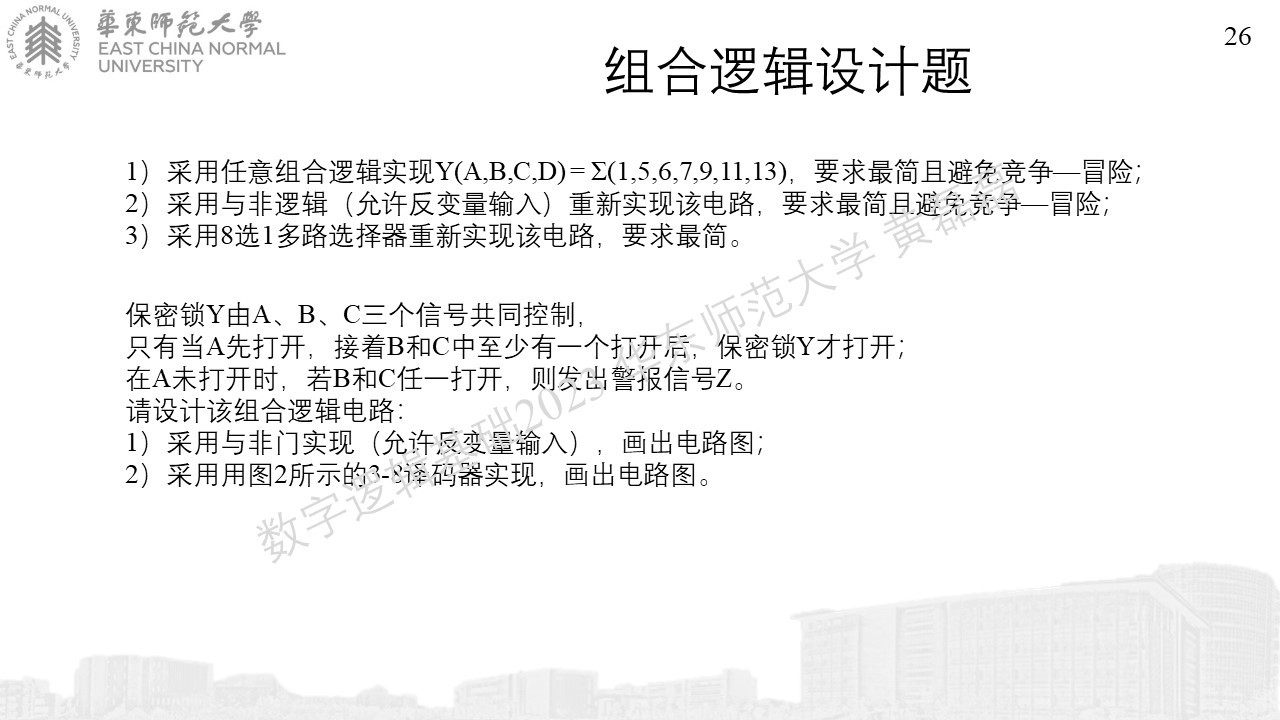 華東師範大學
EAST CHINA NORMAL
UNIVERSITY
EAST CHINA NORMAL UNIVERSITY
華東师范大学
26
组合逻辑设计题
1）采用任意组合逻辑实现Y(A,B,C,D) = Σ(1,5,6,7,9,11,13)，要求最简且避免竞争—冒险；
2）采用与非逻辑（允许反变量输入）重新实现该电路，要求最简且避免竞争—冒险；
3）采用8选1多路选择器重新实现该电路，要求最简。
保密锁Y由A、B、C三个信号共同控制，
只有当A先打开，接着B和C中至少有一个打开后，保密锁Y才打开；
在A未打开时，若B和C任一打开，则发出警报信号Z。
请设计该组合逻辑电路：
1）采用与非门实现（允许反变量输入），画出电路图；
2）采用用图2所示的3-8译码器实现，画出电路图。
数字逻辑基础2023 华东师范大学 黄磊磊